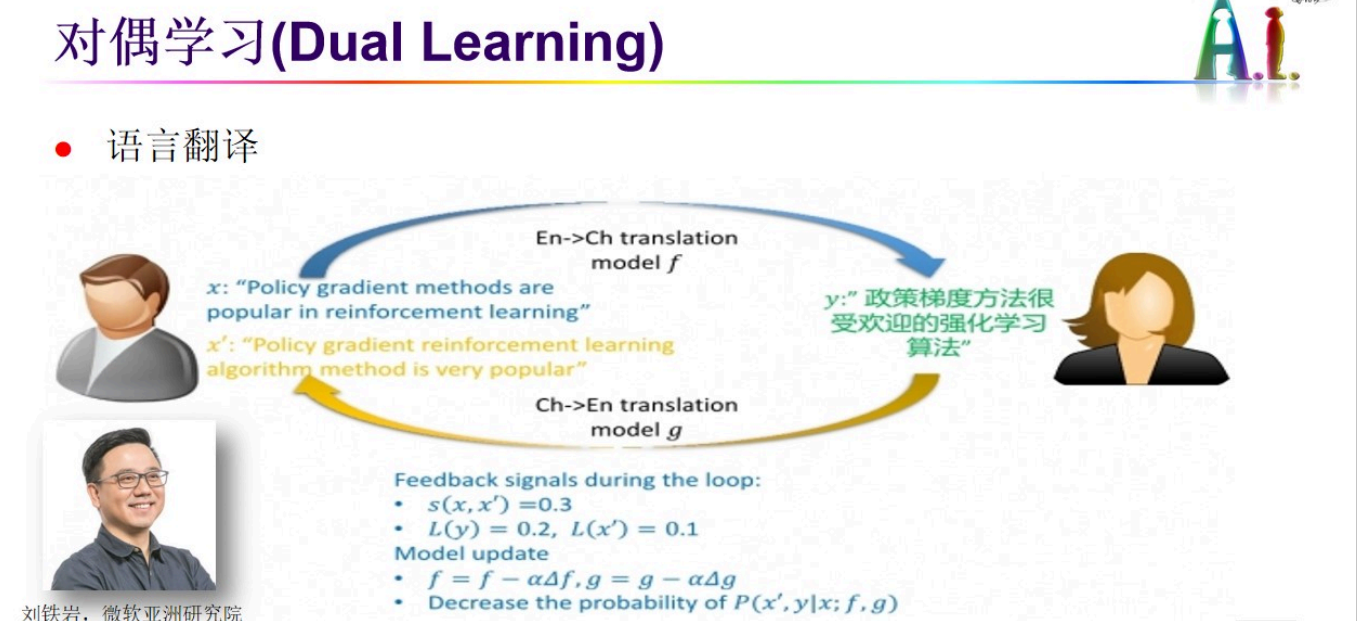 对偶学习(Dual Learning)
A.I.
• 语言翻译
En->Ch translation
model f
x: “Policy gradient methods are
popular in reinforcement learning”
x′: “Policy gradient reinforcement learning
algorithm method is very popular”
y:” 政策梯度方法很
受欢迎的强化学习
算法”
Ch->En translation
model g
Feedback signals during the loop:
• s(x, x′) =0.3
• L(y) = 0.2, L(x′) = 0.1
Model update
• f = f − αΔf, g = g − αΔg
• Decrease the probability of P(x′, y|x; f, g)
刘铁岩，微软亚洲研究院